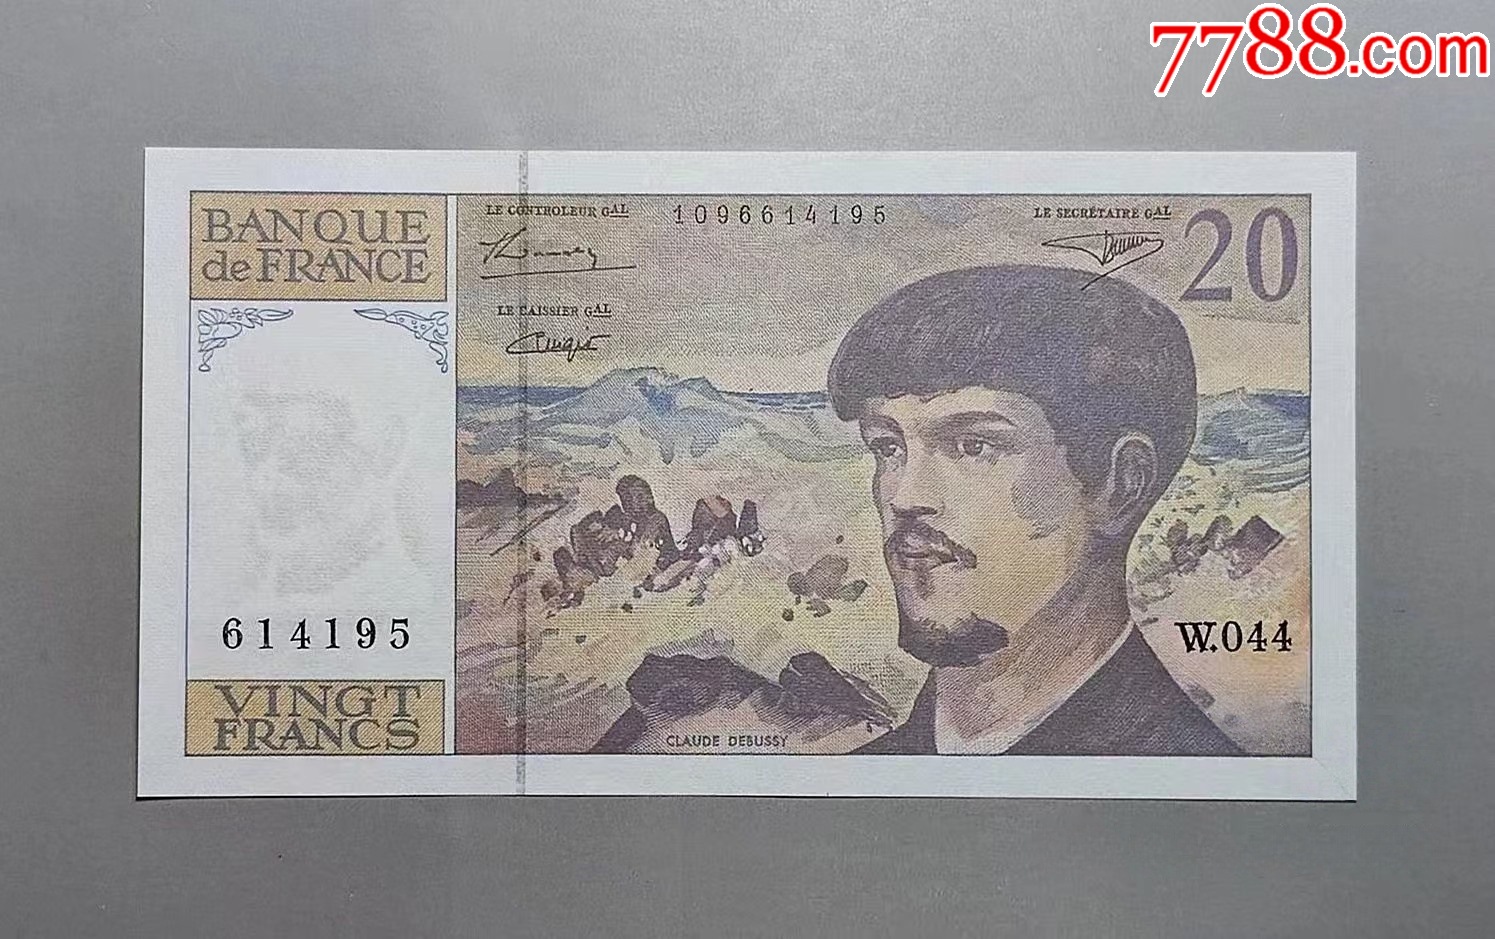 7788.com
BANQUE
de FRANCE
LE CONTROLEUR GAL
1096614195
LE SECRÉTAIRE GAL
20
LE CAISSIER GAL
614195
W.044
VINGT
FRANCS
CLAUDE DEBUSSY